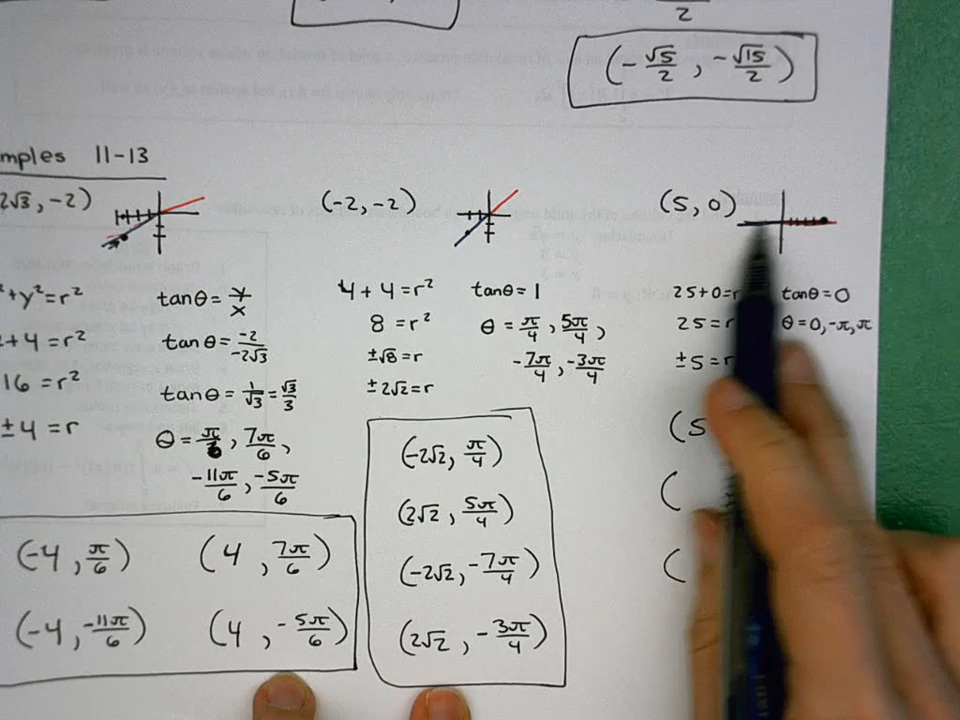 2
(-√5/2, -√15/2)
mples 11-13
2√3, -2)
²+y²=r²
+4=r²
16=r²
±4=r
tanθ=y/x
tanθ=-2/-2√3
tanθ=1/√3=√3/3
θ=π/6, 7π/6,
-11π/6, -5π/6
(-4, π/6) (4, 7π/6)
(-4, -11π/6) (4, -5π/6)
(-2, -2)
4+4=r²
8=r²
±√8=r
±2√2=r
tanθ=1
θ=π/4, 5π/4,
-7π/4, -3π/4
(-2√2, π/4)
(2√2, 5π/4)
(-2√2, -7π/4)
(2√2, -3π/4)
(5, 0)
25+0=r
25=r
±5=r
tanθ=0
θ=0, -π, π
(5
(
(